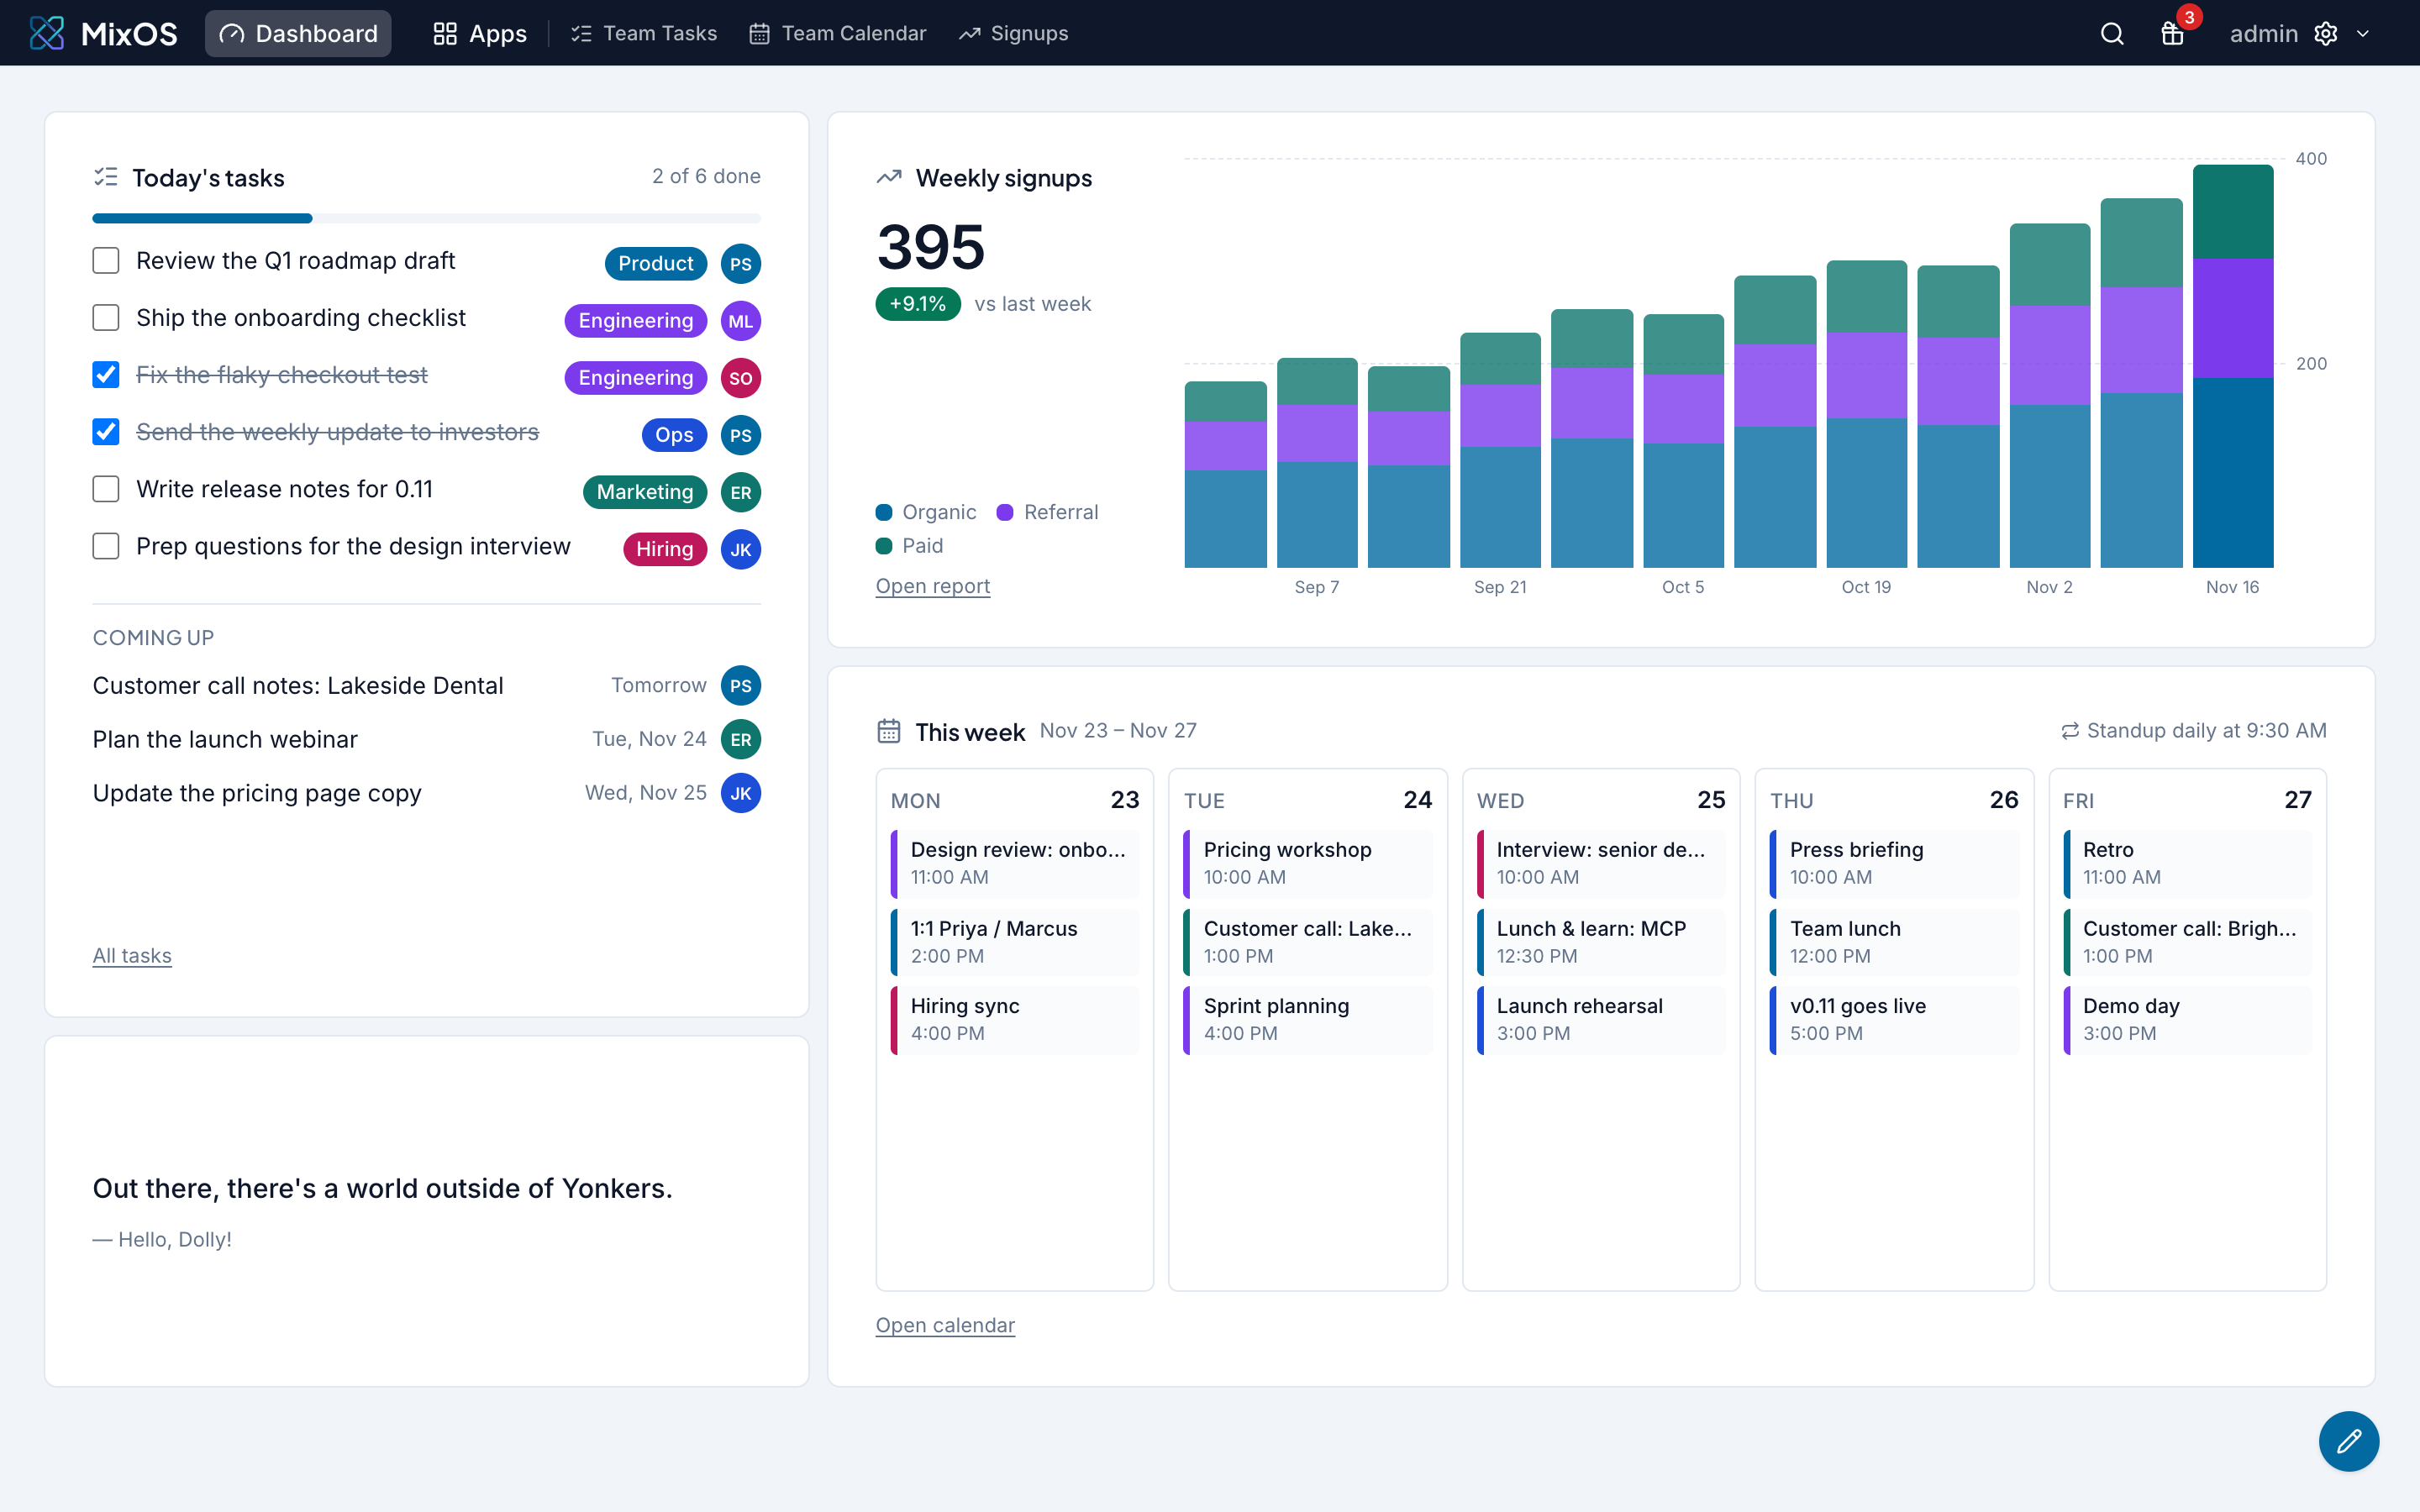 MixOS
Dashboard
Apps
Team Tasks
Team Calendar
Signups
3
admin
Today's tasks
2 of 6 done
Review the Q1 roadmap draft
Product
PS
Ship the onboarding checklist
Engineering
ML
Fix the flaky checkout test
Engineering
SO
Send the weekly update to investors
Ops
PS
Write release notes for 0.11
Marketing
ER
Prep questions for the design interview
Hiring
JK
COMING UP
Customer call notes: Lakeside Dental
Tomorrow
PS
Plan the launch webinar
Tue, Nov 24
ER
Update the pricing page copy
Wed, Nov 25
JK
All tasks
Out there, there's a world outside of Yonkers.
— Hello, Dolly!
Weekly signups
395
+9.1%
vs last week
Organic
Referral
Paid
Open report
400
200
Sep 7
Sep 21
Oct 5
Oct 19
Nov 2
Nov 16
This week
Nov 23 – Nov 27
Standup daily at 9:30 AM
MON
23
Design review: onbo...
11:00 AM
1:1 Priya / Marcus
2:00 PM
Hiring sync
4:00 PM
TUE
24
Pricing workshop
10:00 AM
Customer call: Lake...
1:00 PM
Sprint planning
4:00 PM
WED
25
Interview: senior de...
10:00 AM
Lunch & learn: MCP
12:30 PM
Launch rehearsal
3:00 PM
THU
26
Press briefing
10:00 AM
Team lunch
12:00 PM
v0.11 goes live
5:00 PM
FRI
27
Retro
11:00 AM
Customer call: Brigh...
1:00 PM
Demo day
3:00 PM
Open calendar